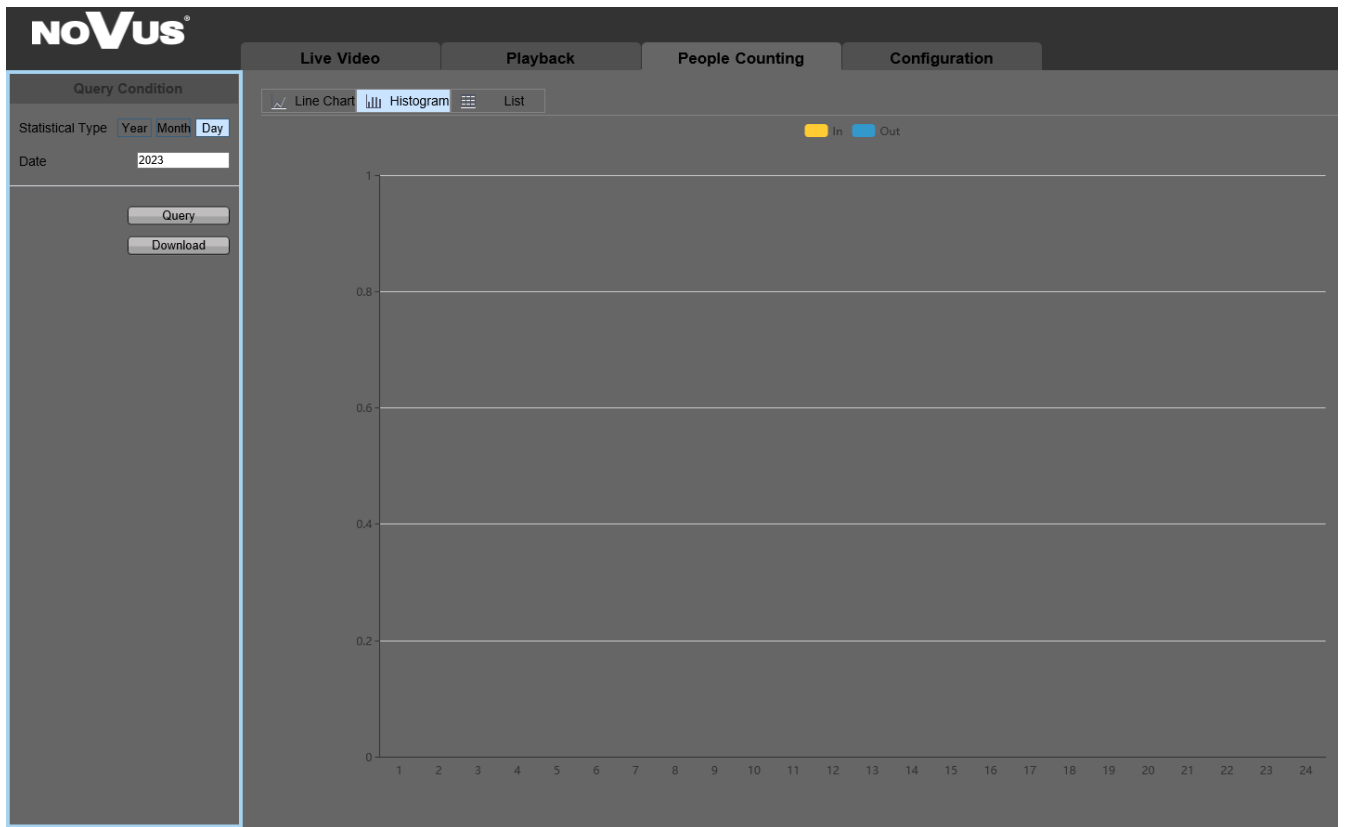 NOVUS®
Live Video Playback People Counting Configuration
Query Condition
Line Chart Histogram List
Statistical Type Year Month Day
In Out
Date 2023
1
Query
Download
0.8
0.6
0.4
0.2
0
1 2 3 4 5 6 7 8 9 10 11 12 13 14 15 16 17 18 19 20 21 22 23 24